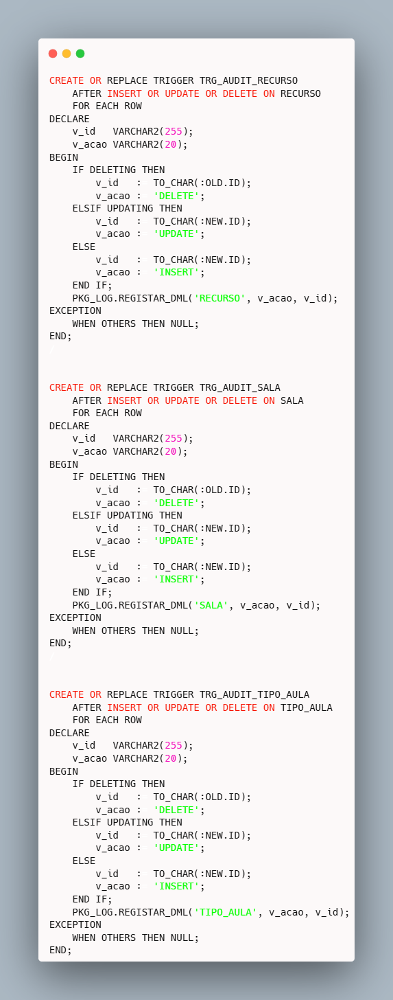 CREATE OR REPLACE TRIGGER TRG_AUDIT_RECURSO
    AFTER INSERT OR UPDATE OR DELETE ON RECURSO
    FOR EACH ROW
DECLARE
    v_id   VARCHAR2(255);
    v_acao VARCHAR2(20);
BEGIN
    IF DELETING THEN
        v_id   := TO_CHAR(:OLD.ID);
        v_acao := 'DELETE';
    ELSIF UPDATING THEN
        v_id   := TO_CHAR(:NEW.ID);
        v_acao := 'UPDATE';
    ELSE
        v_id   := TO_CHAR(:NEW.ID);
        v_acao := 'INSERT';
    END IF;
    PKG_LOG.REGISTAR_DML('RECURSO', v_acao, v_id);
EXCEPTION
    WHEN OTHERS THEN NULL;
END;
/
CREATE OR REPLACE TRIGGER TRG_AUDIT_SALA
    AFTER INSERT OR UPDATE OR DELETE ON SALA
    FOR EACH ROW
DECLARE
    v_id   VARCHAR2(255);
    v_acao VARCHAR2(20);
BEGIN
    IF DELETING THEN
        v_id   := TO_CHAR(:OLD.ID);
        v_acao := 'DELETE';
    ELSIF UPDATING THEN
        v_id   := TO_CHAR(:NEW.ID);
        v_acao := 'UPDATE';
    ELSE
        v_id   := TO_CHAR(:NEW.ID);
        v_acao := 'INSERT';
    END IF;
    PKG_LOG.REGISTAR_DML('SALA', v_acao, v_id);
EXCEPTION
    WHEN OTHERS THEN NULL;
END;
/
CREATE OR REPLACE TRIGGER TRG_AUDIT_TIPO_AULA
    AFTER INSERT OR UPDATE OR DELETE ON TIPO_AULA
    FOR EACH ROW
DECLARE
    v_id   VARCHAR2(255);
    v_acao VARCHAR2(20);
BEGIN
    IF DELETING THEN
        v_id   := TO_CHAR(:OLD.ID);
        v_acao := 'DELETE';
    ELSIF UPDATING THEN
        v_id   := TO_CHAR(:NEW.ID);
        v_acao := 'UPDATE';
    ELSE
        v_id   := TO_CHAR(:NEW.ID);
        v_acao := 'INSERT';
    END IF;
    PKG_LOG.REGISTAR_DML('TIPO_AULA', v_acao, v_id);
EXCEPTION
    WHEN OTHERS THEN NULL;
END;